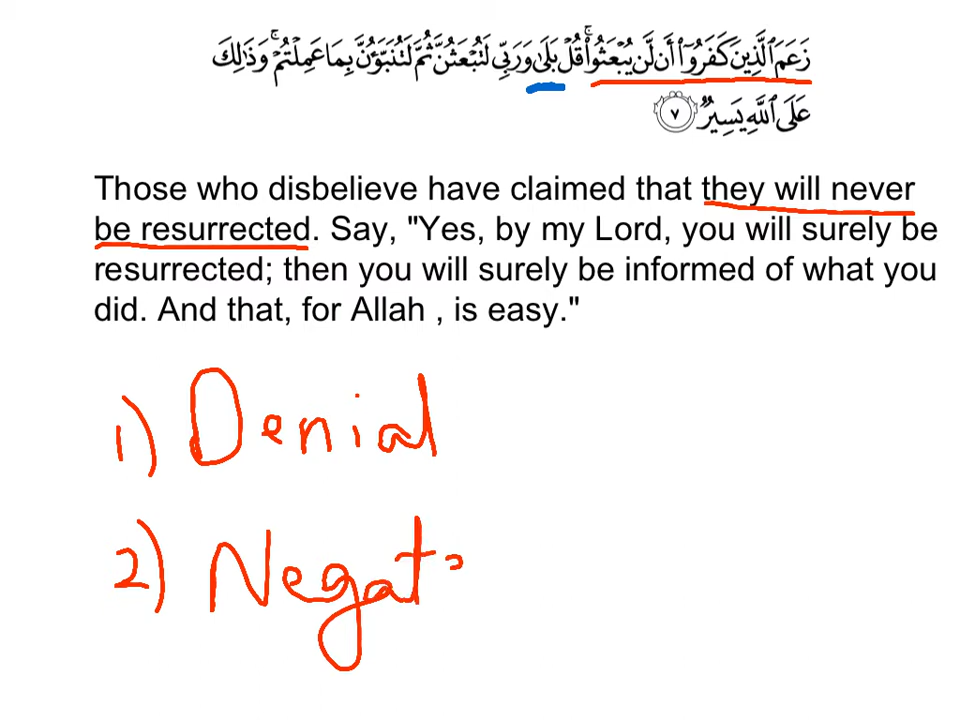 زَعَمَ ٱلَّذِينَ كَفَرُوٓا۟ أَن لَّن يُبْعَثُوا۟ ۚ قُلْ بَلَىٰ وَرَبِّى لَتُبْعَثُنَّ ثُمَّ لَتُنَبَّؤُنَّ بِمَا عَمِلْتُمْ ۚ وَذَٰلِكَ
عَلَى ٱللَّهِ يَسِيرٌ ٧
Those who disbelieve have claimed that they will never
be resurrected. Say, "Yes, by my Lord, you will surely be
resurrected; then you will surely be informed of what you
did. And that, for Allah , is easy."
1) Denial
2) Negat